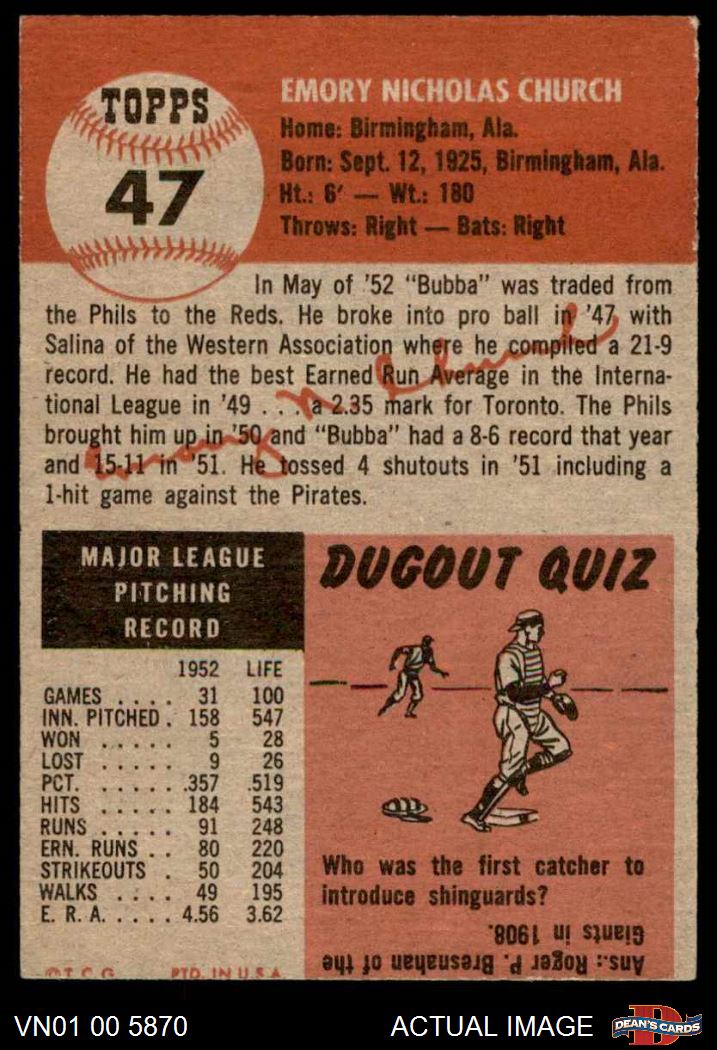 TOPPS
47
EMORY NICHOLAS CHURCH
Home: Birmingham, Ala.
Born: Sept. 12, 1925, Birmingham, Ala.
Ht.: 6' — Wt.: 180
Throws: Right — Bats: Right
In May of '52 "Bubba" was traded from
the Phils to the Reds. He broke into pro ball in '47 with
Salina of the Western Association where he compiled a 21-9
record. He had the best Earned Run Average in the Interna-
tional League in '49 . . . a 2.35 mark for Toronto. The Phils
brought him up in '50 and "Bubba" had a 8-6 record that year
and 15-11 in '51. He tossed 4 shutouts in '51 including a
1-hit game against the Pirates.
Emory N Church
MAJOR LEAGUE
PITCHING
RECORD
1952 LIFE
GAMES . . . . 31 100
INN. PITCHED . 158 547
WON . . . . . 5 28
LOST . . . . . 9 26
PCT. . . . . . .357 .519
HITS . . . . . 184 543
RUNS . . . . . 91 248
ERN. RUNS . . 80 220
STRIKEOUTS . 50 204
WALKS . . . . 49 195
E. R. A. . . . . . 4.56 3.62
DUGOUT QUIZ
Who was the first catcher to
introduce shinguards?
Ans.: Roger P. Bresnahan of the
Giants in 1908.
©T.C.G. PTD. IN U.S.A.
VN01 00 5870 ACTUAL IMAGE
D
DEAN'S CARDS